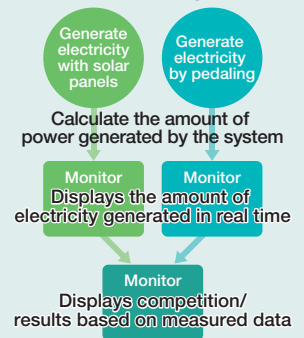 Generate
electricity
with solar
panels
Generate
electricity
by pedaling
Calculate the amount of
power generated by the system
Monitor
Monitor
Displays the amount of
electricity generated in real time
Monitor
Displays competition/
results based on measured data